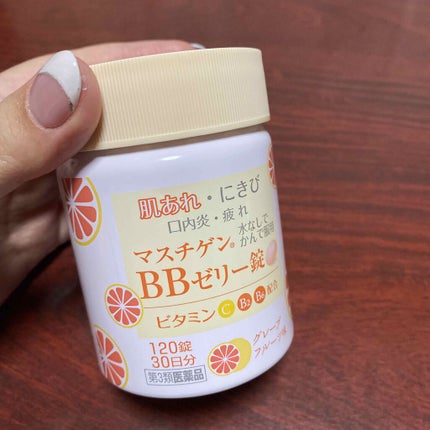 肌あれ・にきび
口内炎・疲れ
水なしで
かんで服用
マスチゲン®
BBゼリー錠
ビタミン C B2 B6 配合
120錠
30日分
第3類医薬品
グレープ
フルーツ味